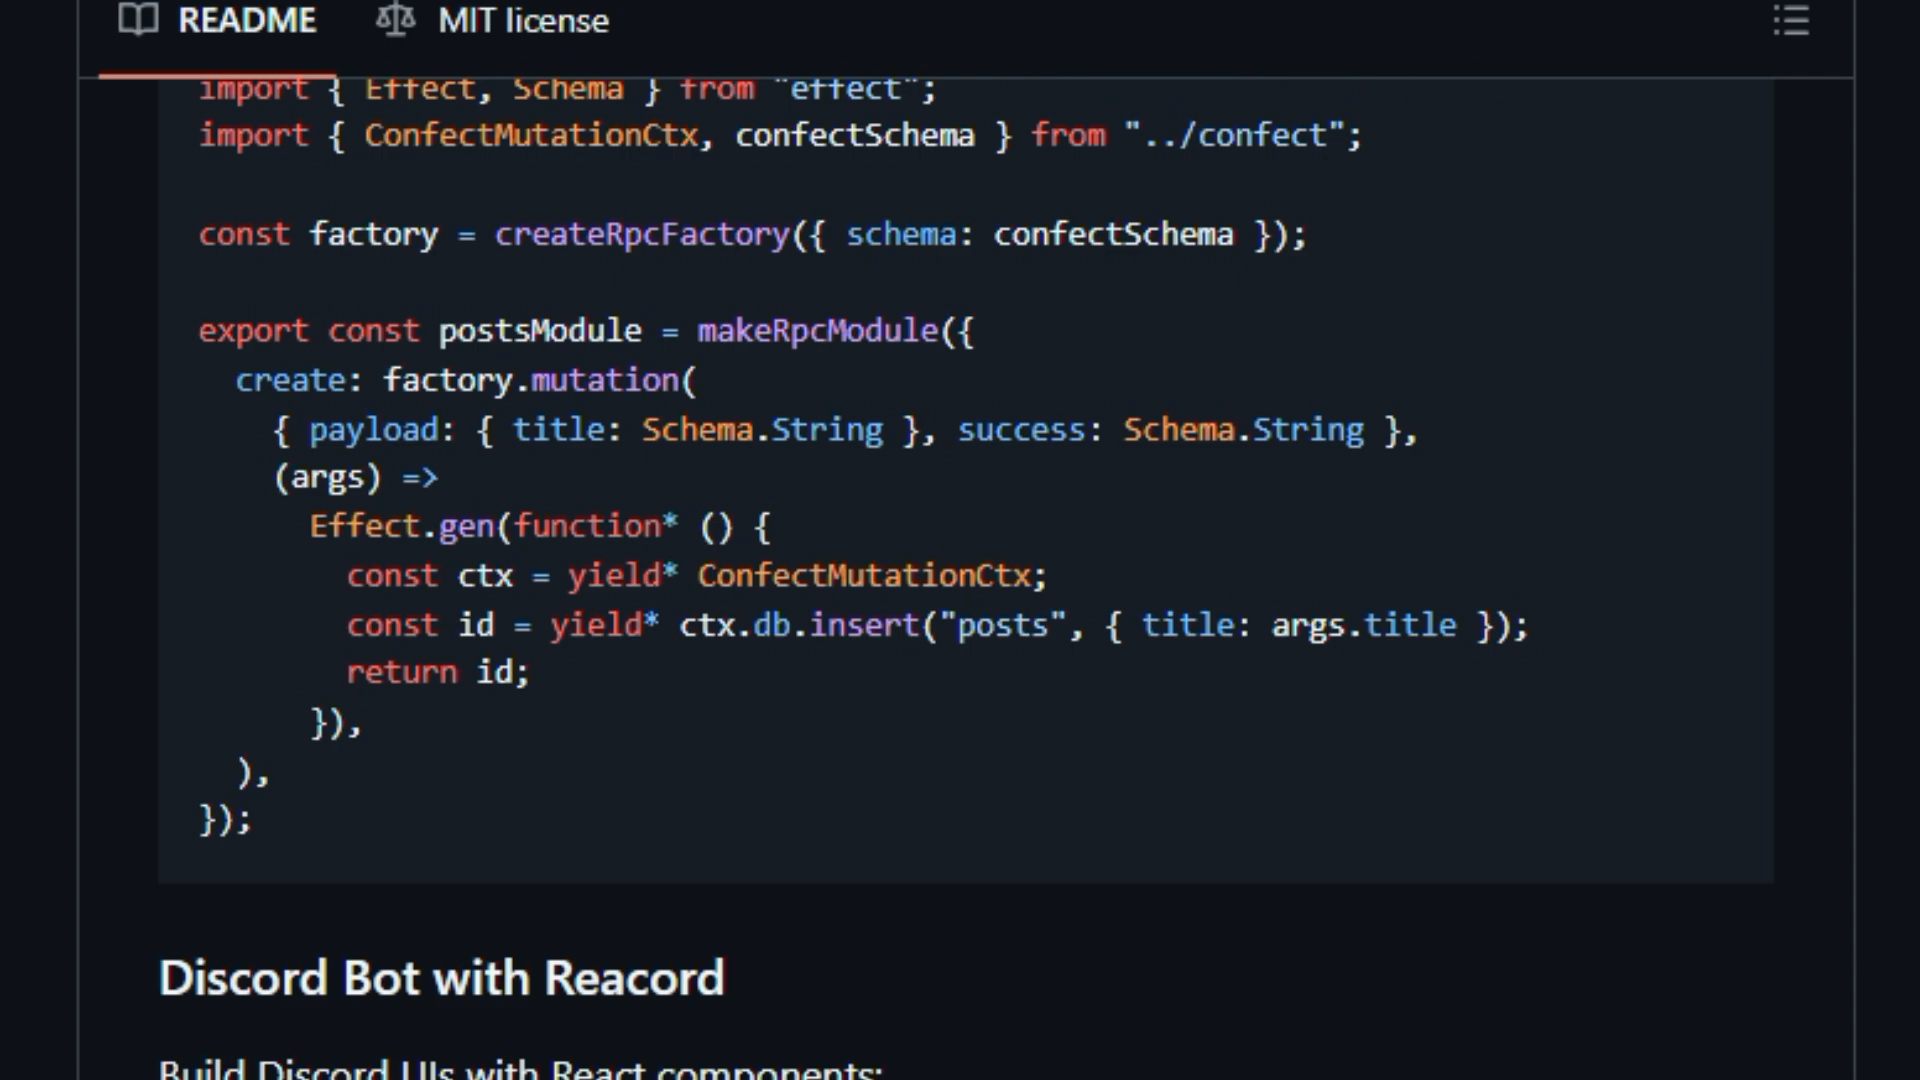 README
MIT license
import { Effect, Schema } from "effect";
import { ConfectMutationCtx, confectSchema } from "../confect";
const factory = createRpcFactory({ schema: confectSchema });
export const postsModule = makeRpcModule({
  create: factory.mutation(
    { payload: { title: Schema.String }, success: Schema.String },
    (args) =>
      Effect.gen(function* () {
        const ctx = yield* ConfectMutationCtx;
        const id = yield* ctx.db.insert("posts", { title: args.title });
        return id;
      }),
  ),
});
Discord Bot with Reacord
Build Discord UIs with React components: